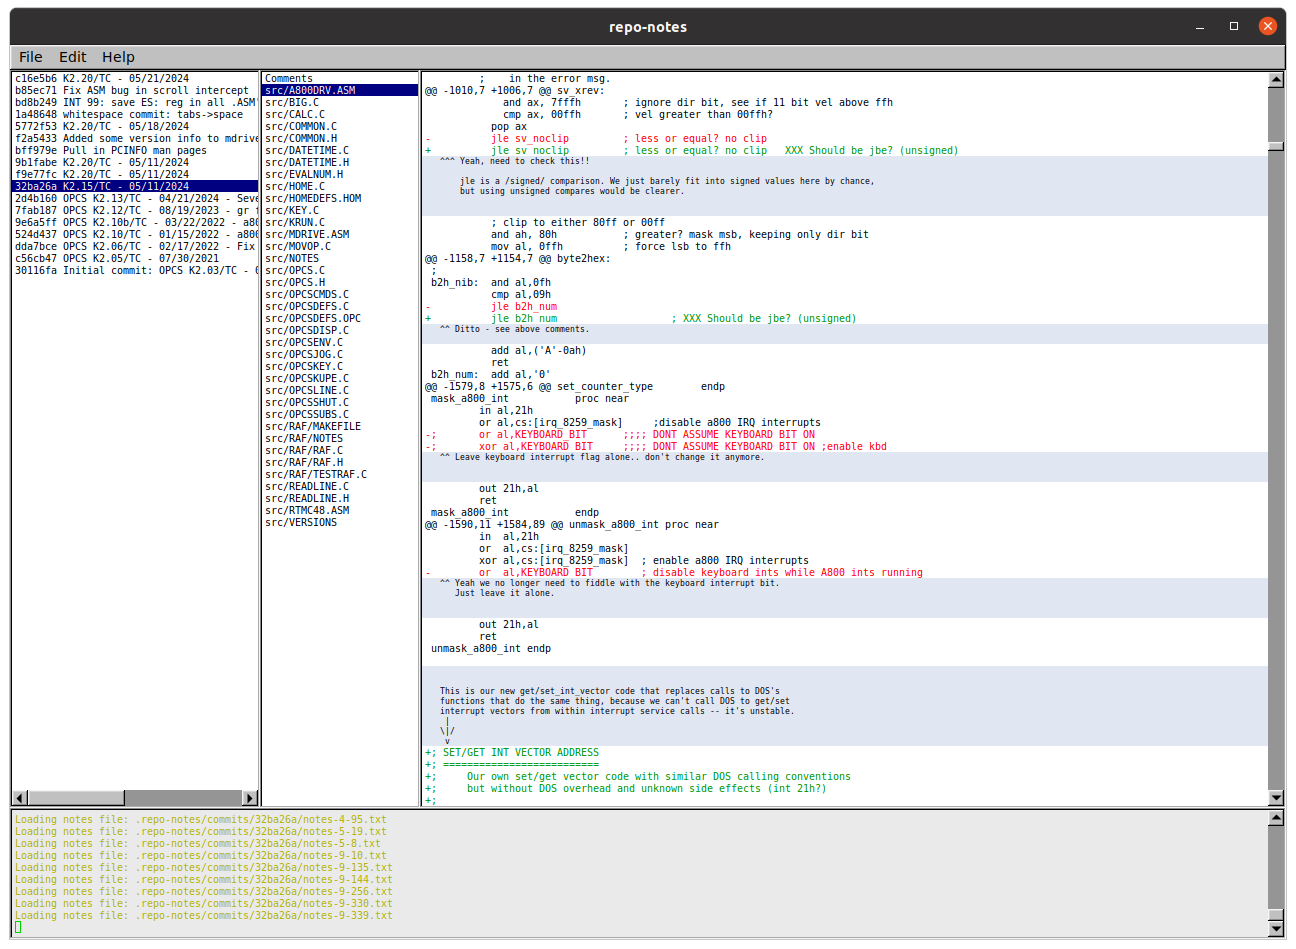 repo-notes
File Edit Help
c16e5b6 K2.20/TC - 05/21/2024
b85ec71 Fix ASM bug in scroll intercept
bd8b249 INT 99: save ES: reg in all .ASM'
1a48648 whitespace commit: tabs->space
5772f53 K2.20/TC - 05/18/2024
f2a5433 Added some version info to mdrive
bff979e Pull in PCINFO man pages
9b1fabe K2.20/TC - 05/11/2024
f9e77fc K2.20/TC - 05/11/2024
32ba26a K2.15/TC - 05/11/2024
2d4b160 OPCS K2.13/TC - 04/21/2024 - Seve
7fab187 OPCS K2.12/TC - 08/19/2023 - gr f
9e6a5ff OPCS K2.10b/TC - 03/22/2022 - a80
524d437 OPCS K2.10/TC - 01/15/2022 - a800
dda7bce OPCS K2.06/TC - 02/17/2022 - Fix
c56cb47 OPCS K2.05/TC - 07/30/2021
30116fa Initial commit: OPCS K2.03/TC - 0
Comments
src/A800DRV.ASM
src/BIG.C
src/CALC.C
src/COMMON.C
src/COMMON.H
src/DATETIME.C
src/DATETIME.H
src/EVALNUM.H
src/HOME.C
src/HOMEDEFS.HOM
src/KEY.C
src/KRUN.C
src/MDRIVE.ASM
src/MOVOP.C
src/NOTES
src/OPCS.C
src/OPCS.H
src/OPCSCMDS.C
src/OPCSDEFS.C
src/OPCSDEFS.OPC
src/OPCSDISP.C
src/OPCSENV.C
src/OPCSJOG.C
src/OPCSKEY.C
src/OPCSKUPE.C
src/OPCSLINE.C
src/OPCSSHUT.C
src/OPCSSUBS.C
src/RAF/MAKEFILE
src/RAF/NOTES
src/RAF/RAF.C
src/RAF/RAF.H
src/RAF/TESTRAF.C
src/READLINE.C
src/READLINE.H
src/RTMC48.ASM
src/VERSIONS
;    in the error msg.
@@ -1010,7 +1006,7 @@ sv_xrev:
and ax, 7fffh ; ignore dir bit, see if 11 bit vel above ffh
cmp ax, 00ffh ; vel greater than 00ffh?
pop ax
- jle sv_noclip ; less or equal? no clip
+ jle sv_noclip ; less or equal? no clip XXX Should be jbe? (unsigned)
^^^ Yeah, need to check this!!
jle is a /signed/ comparison. We just barely fit into signed values here by chance,
but using unsigned compares would be clearer.
; clip to either 80ff or 00ff
and ah, 80h ; greater? mask msb, keeping only dir bit
mov al, 0ffh ; force lsb to ffh
@@ -1158,7 +1154,7 @@ byte2hex:
;
b2h_nib: and al,0fh
cmp al,09h
- jle b2h_num
+ jle b2h_num ; XXX Should be jbe? (unsigned)
^^ Ditto - see above comments.
add al,('A'-0ah)
ret
b2h_num: add al,'0'
@@ -1579,8 +1575,6 @@ set_counter_type endp
mask_a800_int proc near
in al,21h
or al,cs:[irq_8259_mask] ;disable a800 IRQ interrupts
-; or al,KEYBOARD_BIT ;;;; DONT ASSUME KEYBOARD BIT ON
-; xor al,KEYBOARD_BIT ;;;; DONT ASSUME KEYBOARD BIT ON ;enable kbd
^^ Leave keyboard interrupt flag alone.. don't change it anymore.
out 21h,al
ret
mask_a800_int endp
@@ -1590,11 +1584,89 @@ unmask_a800_int proc near
in al,21h
or al,cs:[irq_8259_mask]
xor al,cs:[irq_8259_mask] ; enable a800 IRQ interrupts
- or al,KEYBOARD_BIT ; disable keyboard ints while A800 ints running
^^ Yeah we no longer need to fiddle with the keyboard interrupt bit.
Just leave it alone.
out 21h,al
ret
unmask_a800_int endp
This is our new get/set_int_vector code that replaces calls to DOS's
functions that do the same thing, because we can't call DOS to get/set
interrupt vectors from within interrupt service calls -- it's unstable.
|
\|/
v
+; SET/GET INT VECTOR ADDRESS
+; ==========================
+; Our own set/get vector code with similar DOS calling conventions
+; but without DOS overhead and unknown side effects (int 21h?)
+;
Loading notes file: .repo-notes/commits/32ba26a/notes-4-95.txt
Loading notes file: .repo-notes/commits/32ba26a/notes-5-19.txt
Loading notes file: .repo-notes/commits/32ba26a/notes-5-8.txt
Loading notes file: .repo-notes/commits/32ba26a/notes-9-10.txt
Loading notes file: .repo-notes/commits/32ba26a/notes-9-135.txt
Loading notes file: .repo-notes/commits/32ba26a/notes-9-144.txt
Loading notes file: .repo-notes/commits/32ba26a/notes-9-256.txt
Loading notes file: .repo-notes/commits/32ba26a/notes-9-330.txt
Loading notes file: .repo-notes/commits/32ba26a/notes-9-339.txt